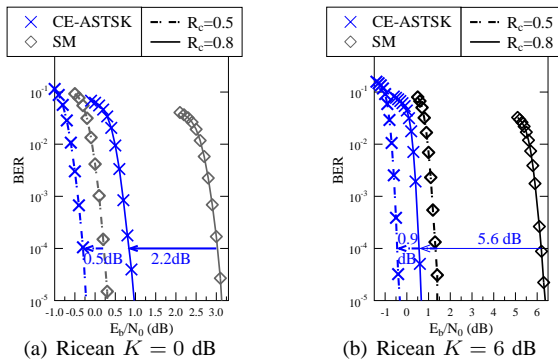 CE-ASTSK
SM
R_c=0.5
R_c=0.8
BER
10^-1
10^-2
10^-3
10^-4
10^-5
0.5dB
2.2dB
-1.0 -0.5 0.0 0.5 1.0 1.5 2.0 2.5 3.0
E_b/N_0 (dB)
(a) Ricean K = 0 dB
CE-ASTSK
SM
R_c=0.5
R_c=0.8
BER
10^-1
10^-2
10^-3
10^-4
10^-5
0.9
dB
5.6 dB
-1 0 1 2 3 4 5 6
E_b/N_0 (dB)
(b) Ricean K = 6 dB